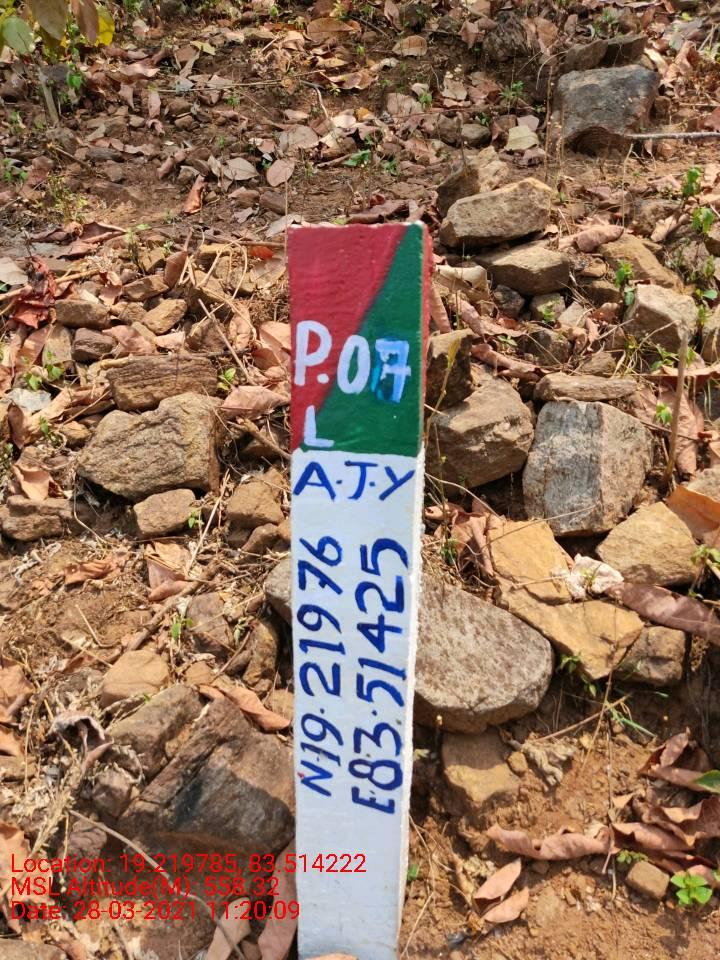 P.07
L
A.J.Y
N-19.21976
E83.51425
Location: 19.219785, 83.514222
MSL Altitude(M): 558.32
Date: 28-03-2021 11:20:09